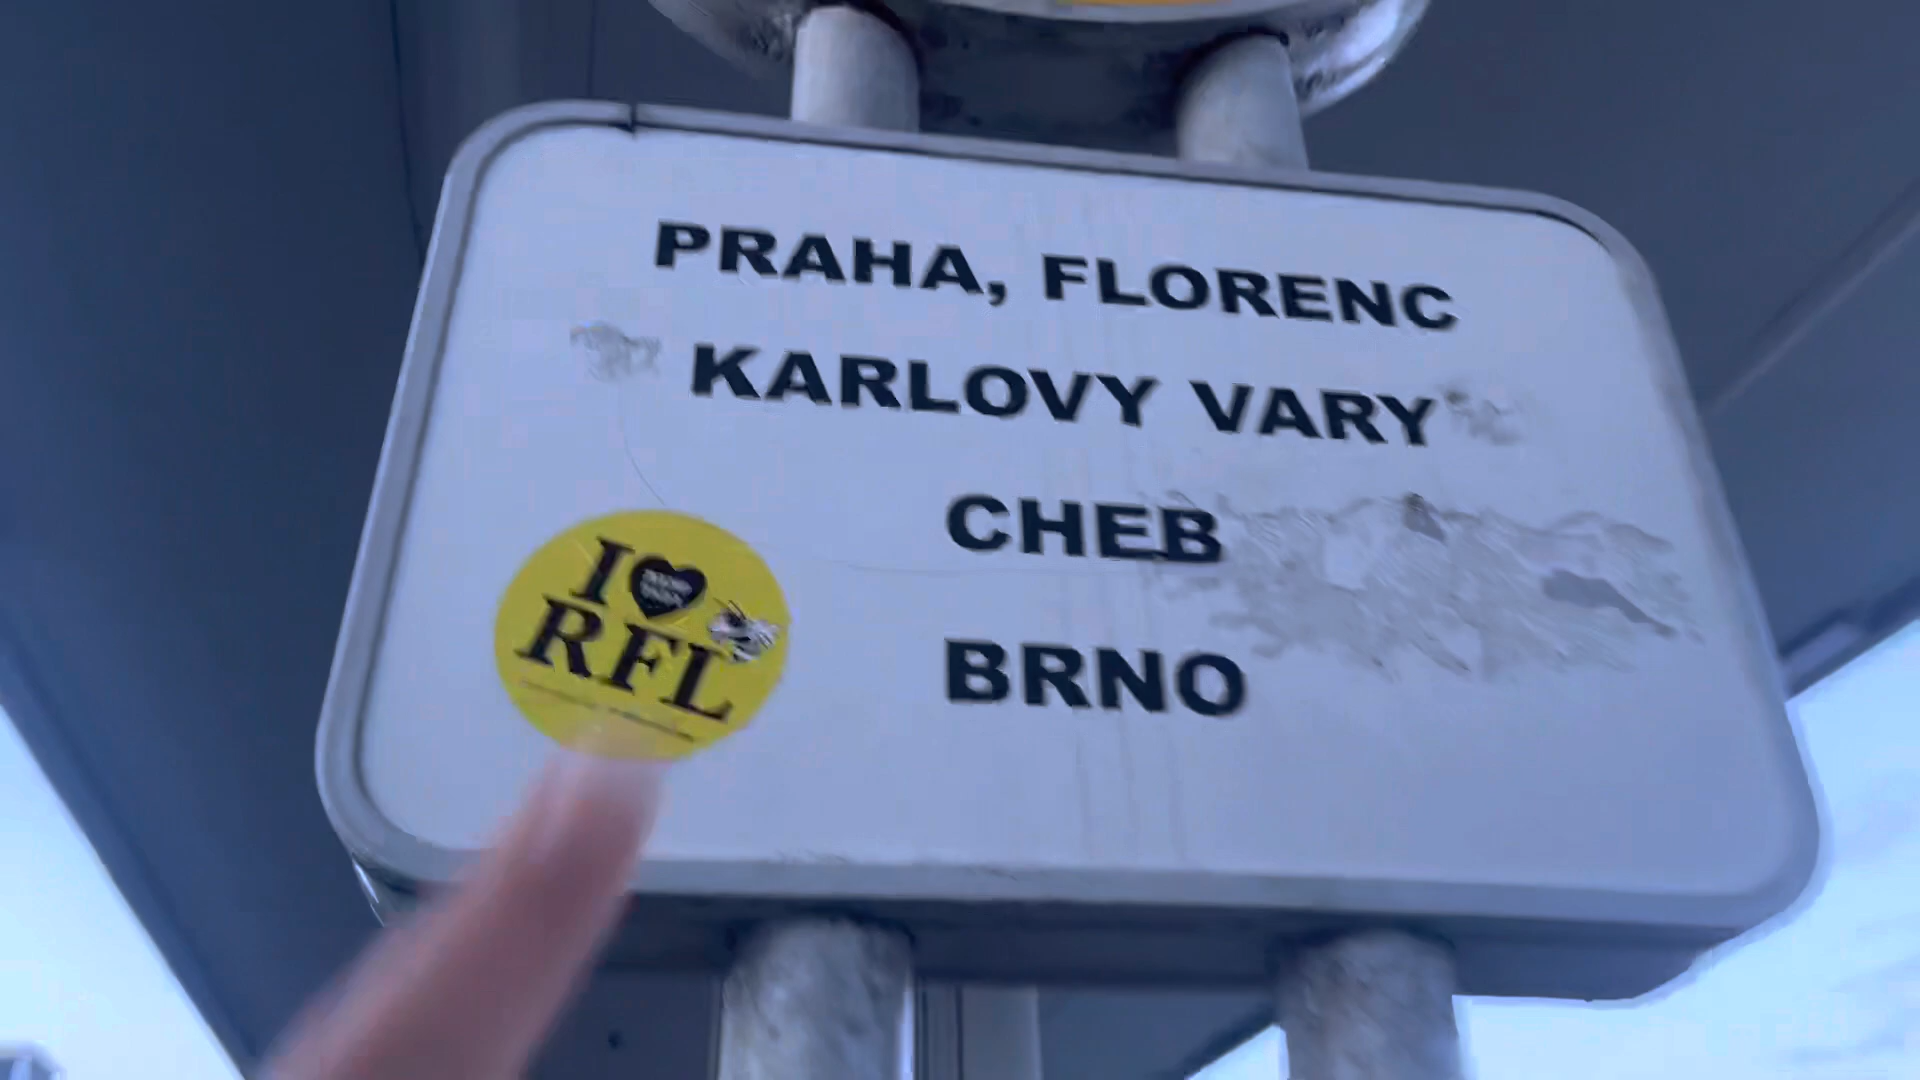 PRAHA, FLORENC
KARLOVY VARY
CHEB
BRNO
I
RFL